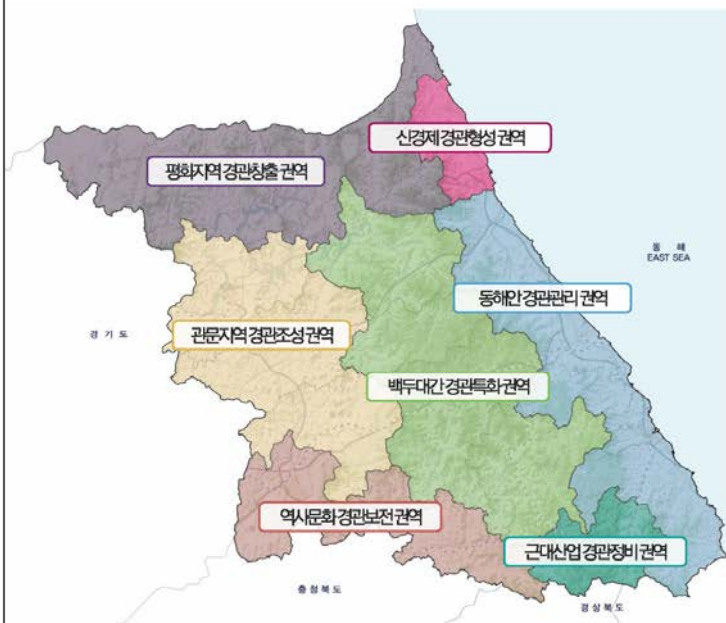 신경제 경관형성 권역
평화지역 경관창출 권역
동 해
EAST SEA
동해안 경관관리 권역
경 기 도
관문지역 경관조성 권역
백두대간 경관특화 권역
역사문화 경관보전 권역
근대산업 경관정비 권역
충 청 북 도
경 상 북 도